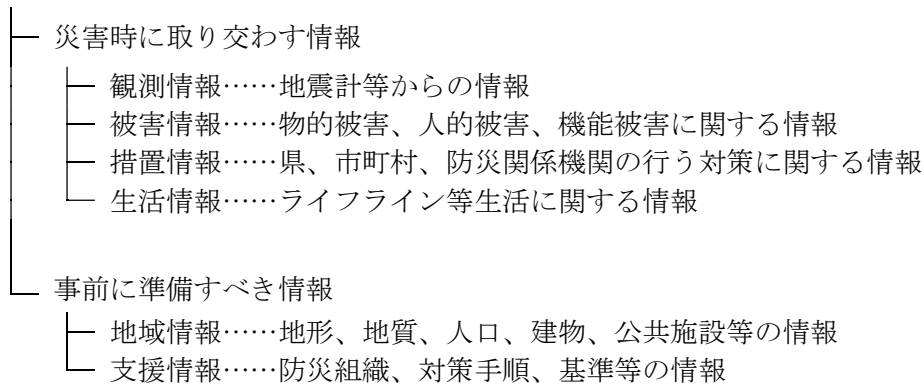 災害時に取り交わす情報
観測情報……地震計等からの情報
被害情報……物的被害、人的被害、機能被害に関する情報
措置情報……県、市町村、防災関係機関の行う対策に関する情報
生活情報……ライフライン等生活に関する情報
事前に準備すべき情報
地域情報……地形、地質、人口、建物、公共施設等の情報
支援情報……防災組織、対策手順、基準等の情報